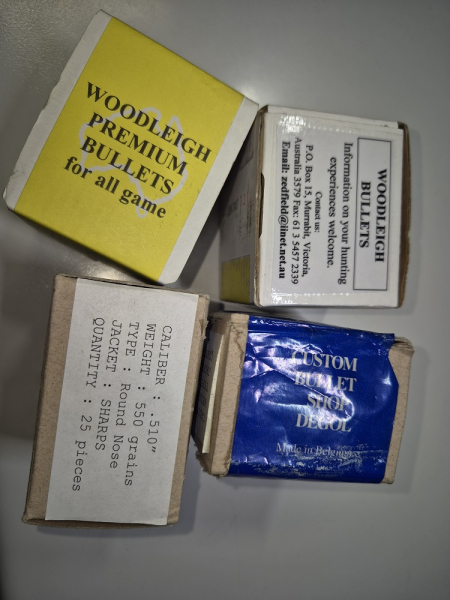 WOODLEIGH
PREMIUM
BULLETS
for all game
WOODLEIGH
BULLETS
Information on your hunting
experiences welcome.
Contact us:
P.O. Box 15, Murrabit, Victoria,
Australia 3579 Fax: 61 3 5457 2339
Email: zedfield@iinet.net.au
CALIBER : .510"
WEIGHT : 550 grains
TYPE : Round Nose
JACKET : SHARPS
QUANTITY : 25 pieces
CUSTOM
BULLET
SHOP
DEGOL
Made in Belgium